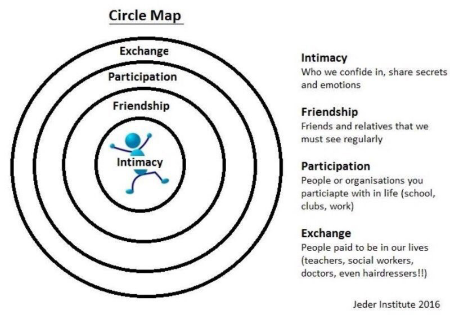 Circle Map
Exchange
Participation
Friendship
Intimacy
Intimacy
Who we confide in, share secrets
and emotions
Friendship
Friends and relatives that we
must see regularly
Participation
People or organisations you
particiapte with in life (school,
clubs, work)
Exchange
People paid to be in our lives
(teachers, social workers,
doctors, even hairdressers!!)
Jeder Institute 2016